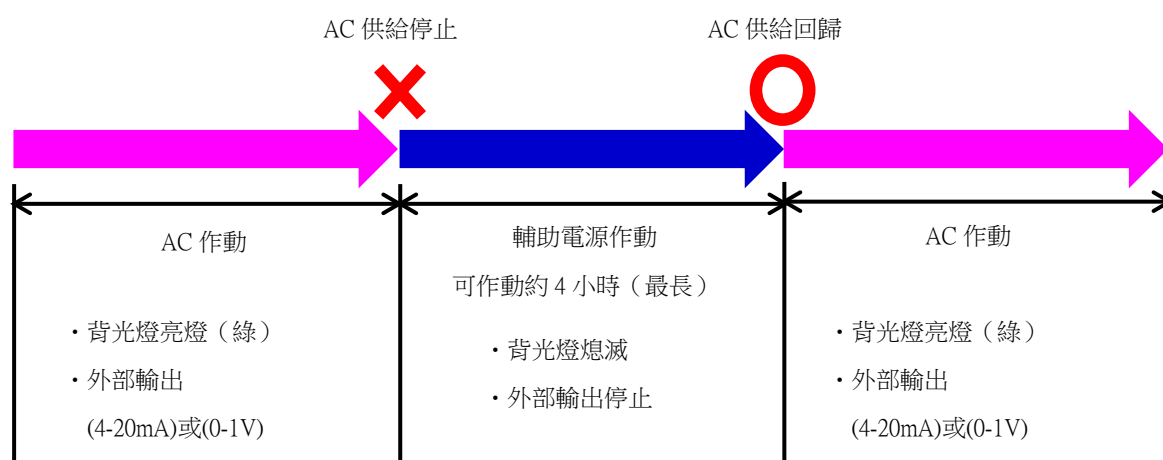 AC 供給停止
AC 供給回歸
AC 作動
・背光燈亮燈（綠）
・外部輸出
(4-20mA)或(0-1V)
輔助電源作動
可作動約 4 小時（最長）
・背光燈熄滅
・外部輸出停止
AC 作動
・背光燈亮燈（綠）
・外部輸出
(4-20mA)或(0-1V)